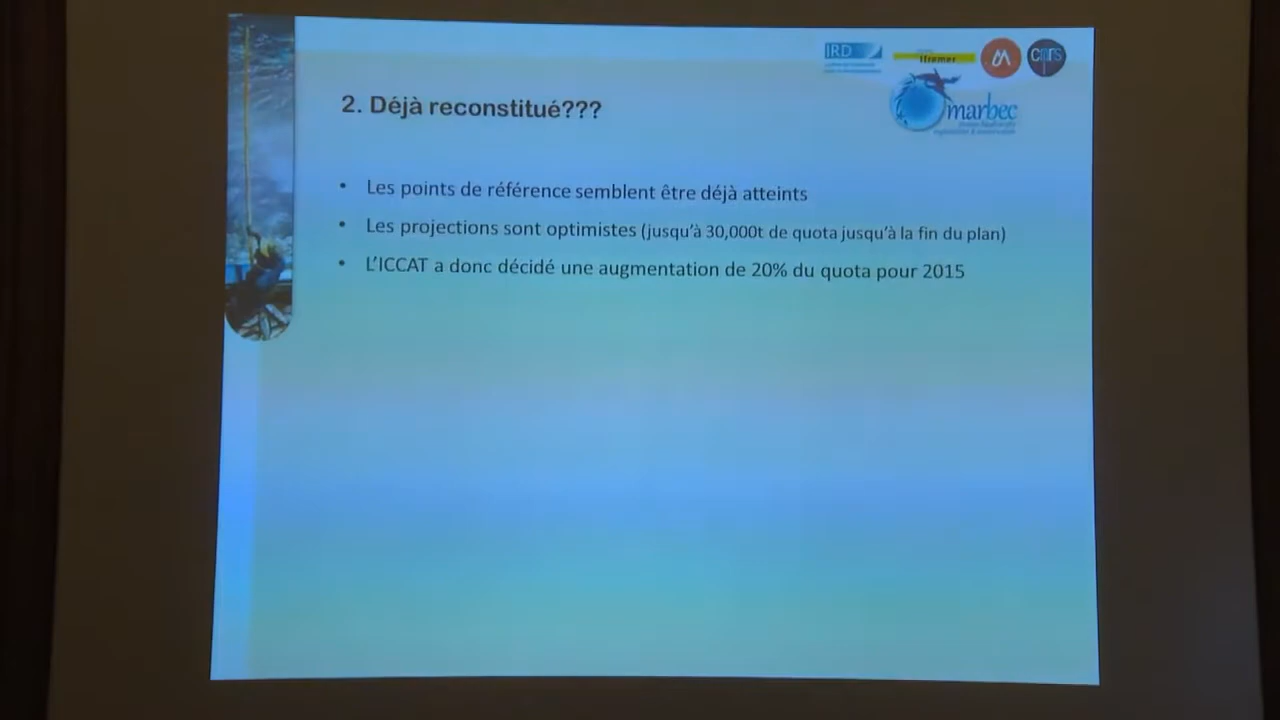 IRD
Ifremer
CNRS
marbec
2. Déjà reconstitué???
• Les points de référence semblent être déjà atteints
• Les projections sont optimistes (jusqu'à 30,000t de quota jusqu'à la fin du plan)
• L'ICCAT a donc décidé une augmentation de 20% du quota pour 2015